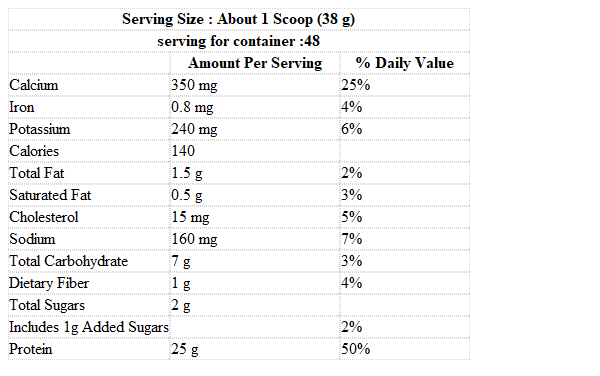 Serving Size : About 1 Scoop (38 g)
serving for container :48
Amount Per Serving % Daily Value
Calcium 350 mg 25%
Iron 0.8 mg 4%
Potassium 240 mg 6%
Calories 140
Total Fat 1.5 g 2%
Saturated Fat 0.5 g 3%
Cholesterol 15 mg 5%
Sodium 160 mg 7%
Total Carbohydrate 7 g 3%
Dietary Fiber 1 g 4%
Total Sugars 2 g
Includes 1g Added Sugars 2%
Protein 25 g 50%